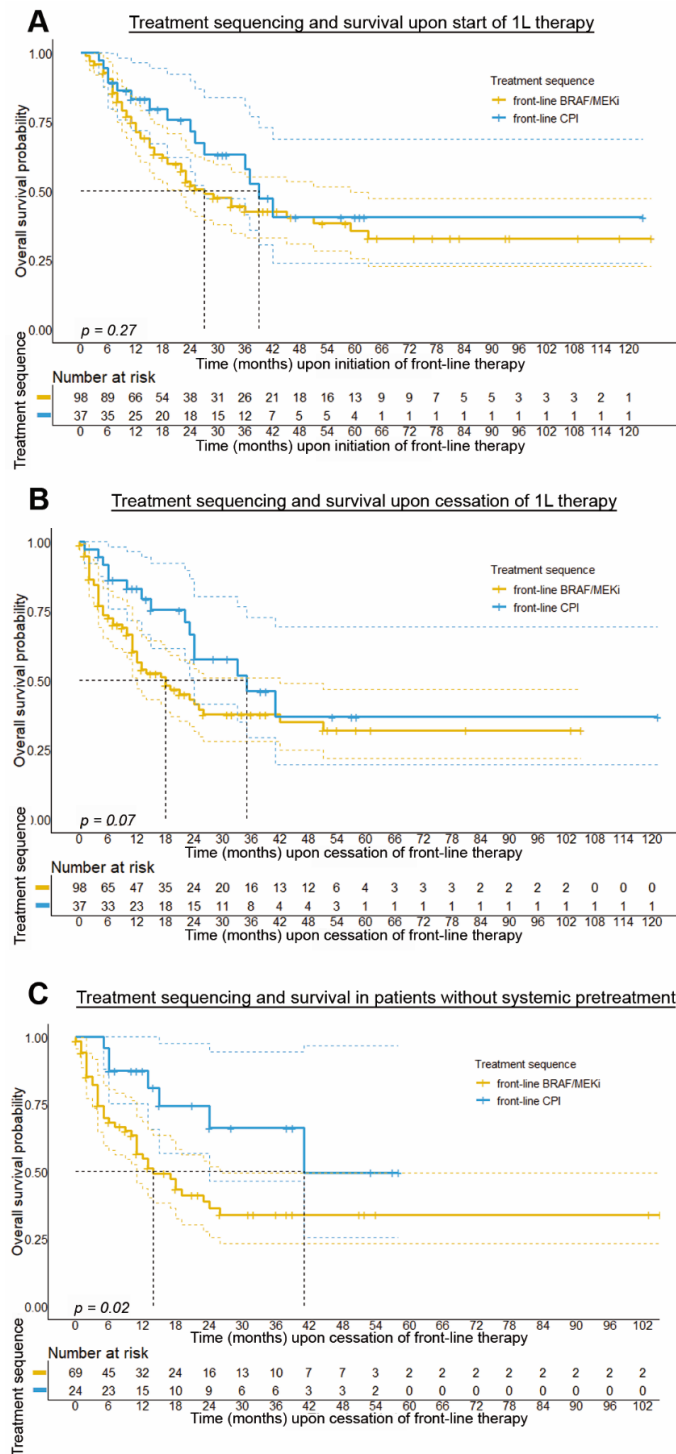 A
Treatment sequencing and survival upon start of 1L therapy
Overall survival probability
1.00
0.75
0.50
0.25
0.00
Treatment sequence
front-line BRAF/MEKi
front-line CPI
p = 0.27
0 6 12 18 24 30 36 42 48 54 60 66 72 78 84 90 96 102 108 114 120
Time (months) upon initiation of front-line therapy
Treatment sequence
Number at risk
98 89 66 54 38 31 26 21 18 16 13 9 9 7 5 5 3 3 3 2 1
37 35 25 20 18 15 12 7 5 5 4 1 1 1 1 1 1 1 1 1 1
0 6 12 18 24 30 36 42 48 54 60 66 72 78 84 90 96 102 108 114 120
Time (months) upon initiation of front-line therapy
B
Treatment sequencing and survival upon cessation of 1L therapy
Overall survival probability
1.00
0.75
0.50
0.25
0.00
Treatment sequence
front-line BRAF/MEKi
front-line CPI
p = 0.07
0 6 12 18 24 30 36 42 48 54 60 66 72 78 84 90 96 102 108 114 120
Time (months) upon cessation of front-line therapy
Treatment sequence
Number at risk
98 65 47 35 24 20 16 13 12 6 4 3 3 3 2 2 2 2 0 0 0
37 33 23 18 15 11 8 4 4 3 1 1 1 1 1 1 1 1 1 1 1
0 6 12 18 24 30 36 42 48 54 60 66 72 78 84 90 96 102 108 114 120
Time (months) upon cessation of front-line therapy
C
Treatment sequencing and survival in patients without systemic pretreatment
Overall survival probability
1.00
0.75
0.50
0.25
0.00
Treatment sequence
front-line BRAF/MEKi
front-line CPI
p = 0.02
0 6 12 18 24 30 36 42 48 54 60 66 72 78 84 90 96 102
Time (months) upon cessation of front-line therapy
Treatment sequence
Number at risk
69 45 32 24 16 13 10 7 7 3 2 2 2 2 2 2 2 2
24 23 15 10 9 6 6 3 3 2 0 0 0 0 0 0 0 0
0 6 12 18 24 30 36 42 48 54 60 66 72 78 84 90 96 102
Time (months) upon cessation of front-line therapy